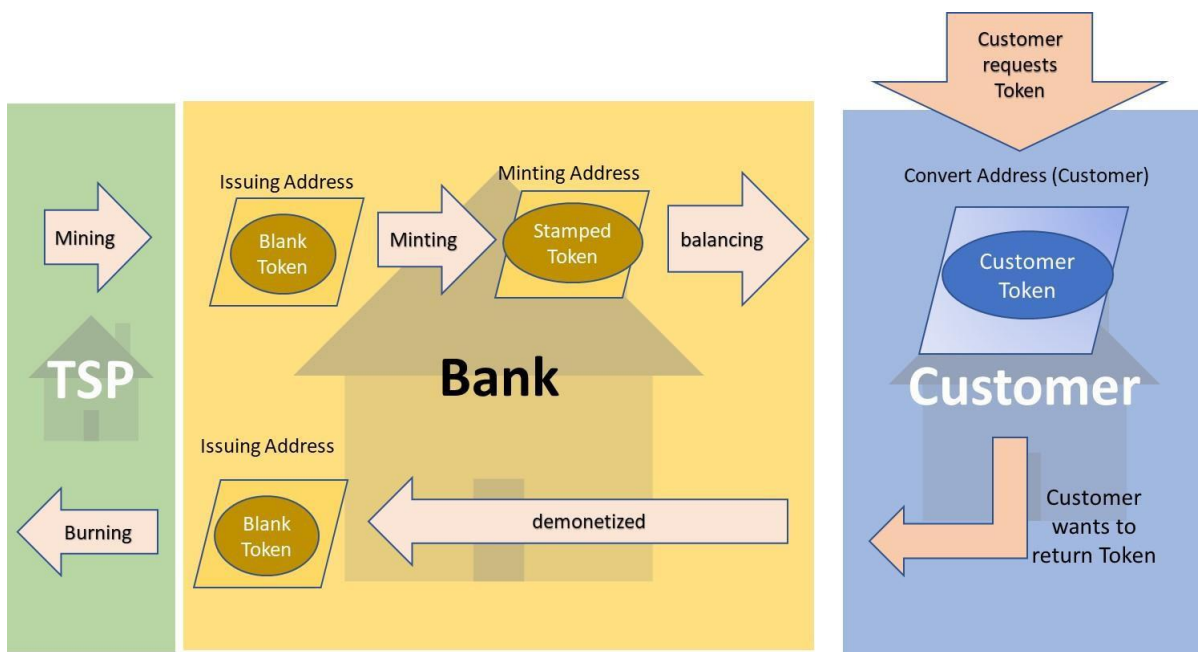 Customer
requests
Token
Issuing Address
Minting Address
Convert Address (Customer)
Mining
Blank
Token
Minting
Stamped
Token
balancing
Customer
Token
TSP
Bank
Customer
Issuing Address
Burning
Blank
Token
demonetized
Customer
wants to
return Token